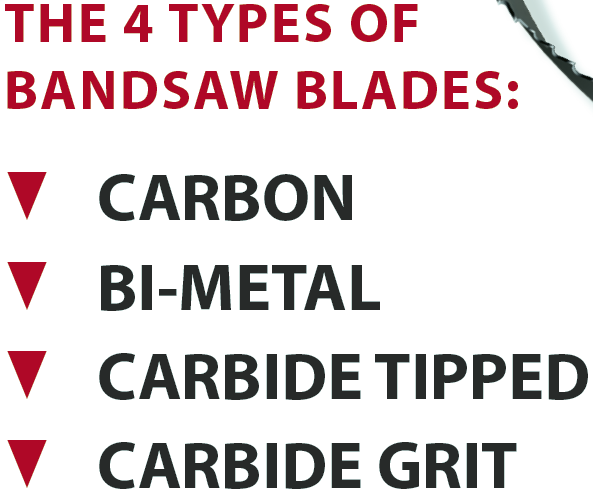 THE 4 TYPES OF
BANDSAW BLADES:
CARBON
BI-METAL
CARBIDE TIPPED
CARBIDE GRIT